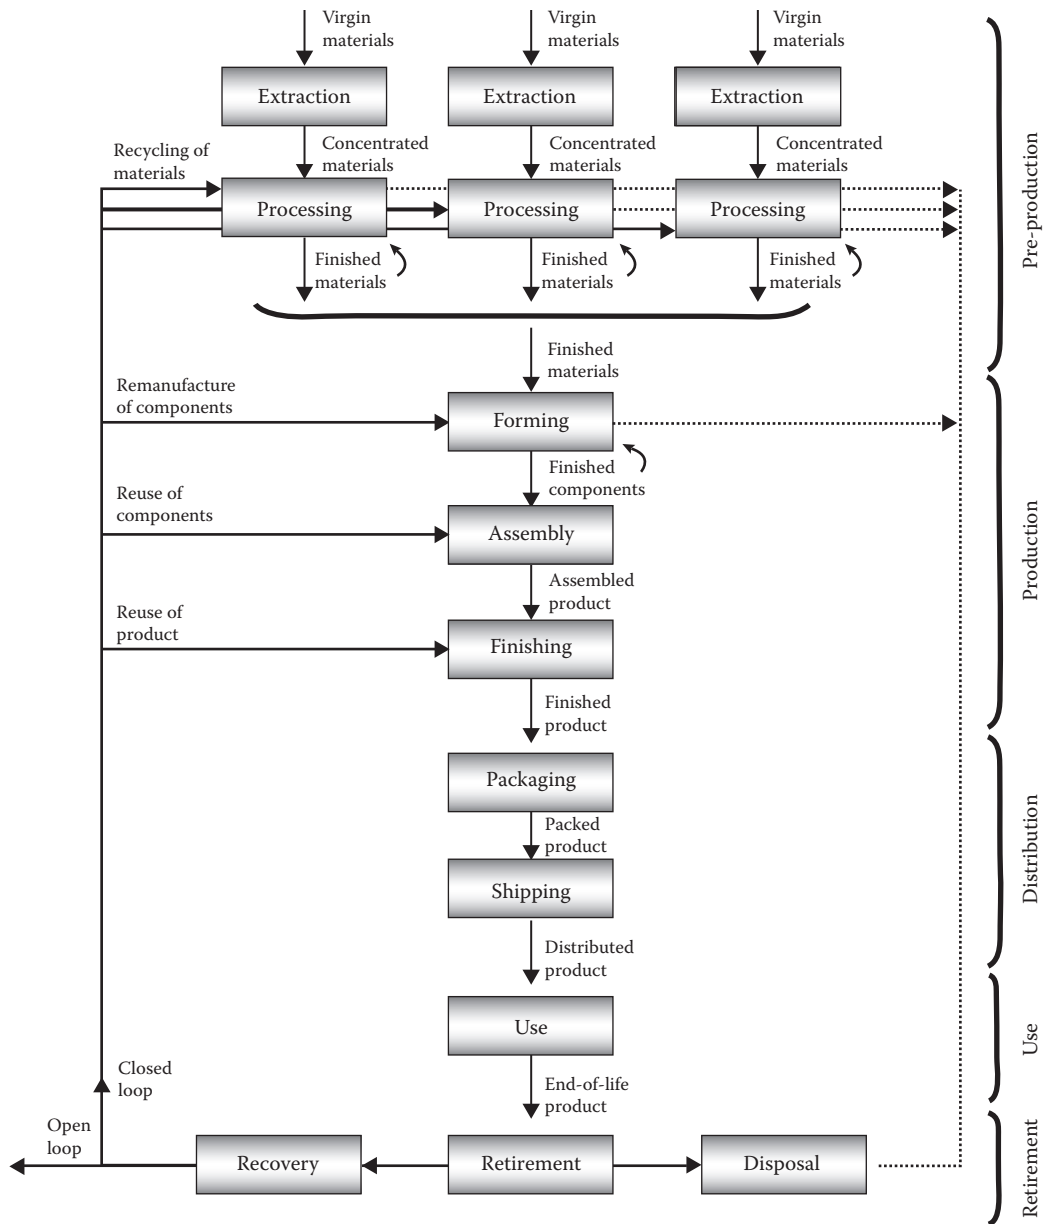 Virgin
materials
Virgin
materials
Virgin
materials
Extraction
Extraction
Extraction
Recycling of
materials
Concentrated
materials
Concentrated
materials
Concentrated
materials
Processing
Processing
Processing
Finished
materials
Finished
materials
Finished
materials
Pre-production
Finished
materials
Remanufacture
of components
Forming
Finished
components
Reuse of
components
Assembly
Production
Assembled
product
Reuse of
product
Finishing
Finished
product
Packaging
Packed
product
Distribution
Shipping
Distributed
product
Use
Use
Closed
loop
End-of-life
product
Open
loop
Recovery
Retirement
Disposal
Retirement